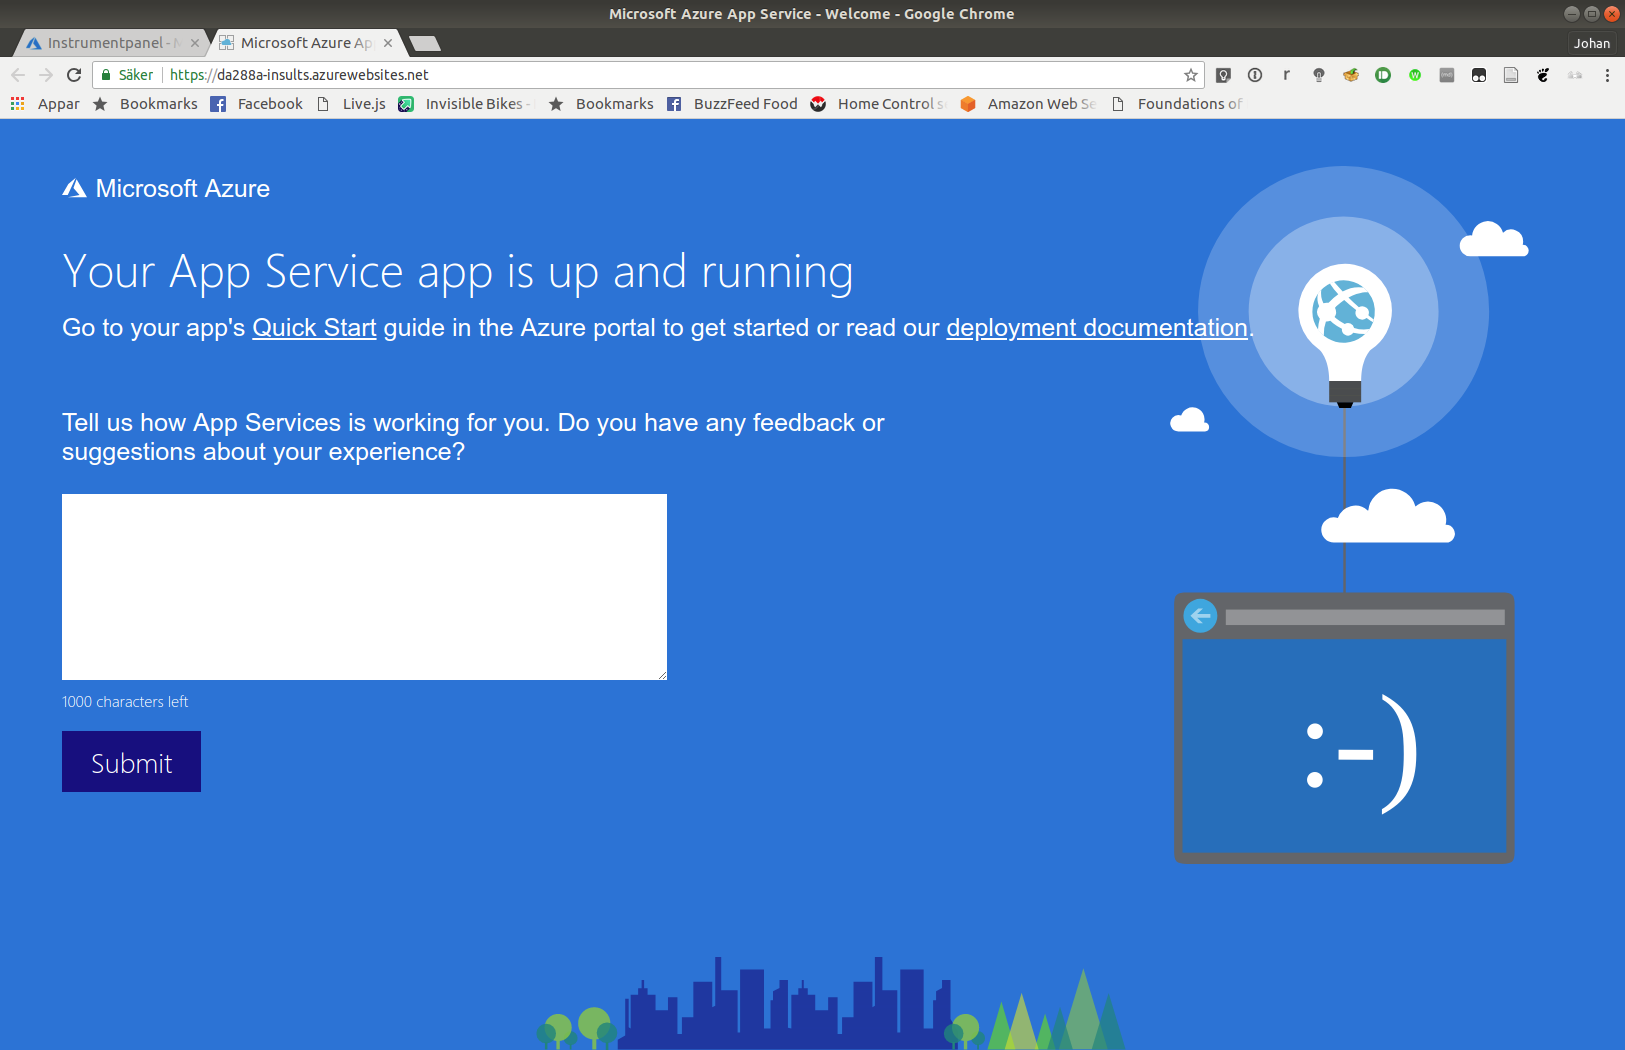 Microsoft Azure App Service - Welcome - Google Chrome
Instrumentpanel - M
Microsoft Azure Ap
Johan
Säker
https://da288a-insults.azurewebsites.net
Appar
Bookmarks
Facebook
Live.js
Invisible Bikes -
Bookmarks
BuzzFeed Food
Home Control s
Amazon Web Se
Foundations of
Microsoft Azure
Your App Service app is up and running
Go to your app's Quick Start guide in the Azure portal to get started or read our deployment documentation.
Tell us how App Services is working for you. Do you have any feedback or
suggestions about your experience?
1000 characters left
Submit
:-)